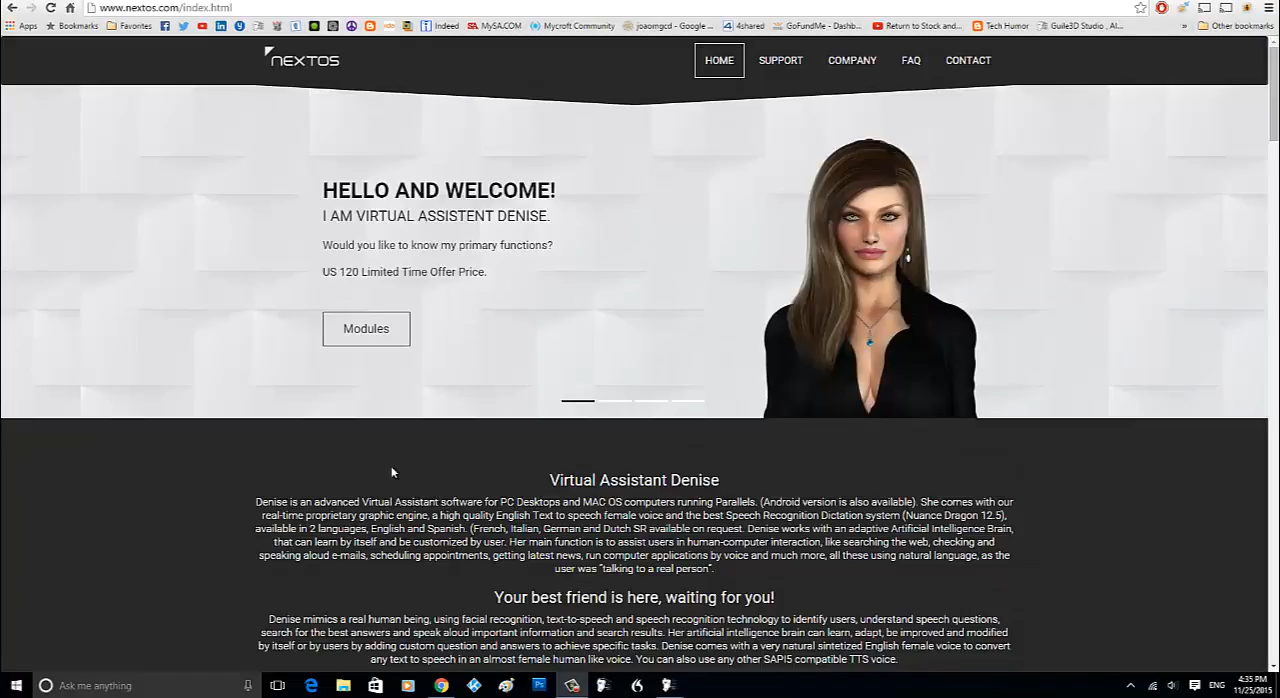 www.nextos.com/index.html
Apps Bookmarks Favorites Indeed MySA.COM Mycroft Community joaomgcd - Google ... 4shared GoFundMe - Dashb... Return to Stock and... Tech Humor Guile3D Studio , AI... » Other bookmarks
NEXTOS HOME SUPPORT COMPANY FAQ CONTACT
HELLO AND WELCOME!
I AM VIRTUAL ASSISTENT DENISE.
Would you like to know my primary functions?
US 120 Limited Time Offer Price.
Modules
Virtual Assistant Denise
Denise is an advanced Virtual Assistant software for PC Desktops and MAC OS computers running Parallels. (Android version is also available). She comes with our
real-time proprietary graphic engine, a high quality English Text to speech female voice and the best Speech Recognition Dictation system (Nuance Dragon 12.5),
available in 2 languages, English and Spanish. (French, Italian, German and Dutch SR available on request. Denise works with an adaptive Artificial Intelligence Brain,
that can learn by itself and be customized by user. Her main function is to assist users in human-computer interaction, like searching the web, checking and
speaking aloud e-mails, scheduling appointments, getting latest news, run computer applications by voice and much more, all these using natural language, as the
user was "talking to a real person".
Your best friend is here, waiting for you!
Denise mimics a real human being, using facial recognition, text-to-speech and speech recognition technology to identify users, understand speech questions,
search for the best answers and speak aloud important information and search results. Her artificial intelligence brain can learn, adapt, be improved and modified
by itself or by users by adding custom question and answers to achieve specific tasks. Denise comes with a very natural sintetized English female voice to convert
any text to speech in an almost female human like voice. You can also use any other SAPI5 compatible TTS voice.
Ask me anything ENG 4:35 PM
11/25/2015